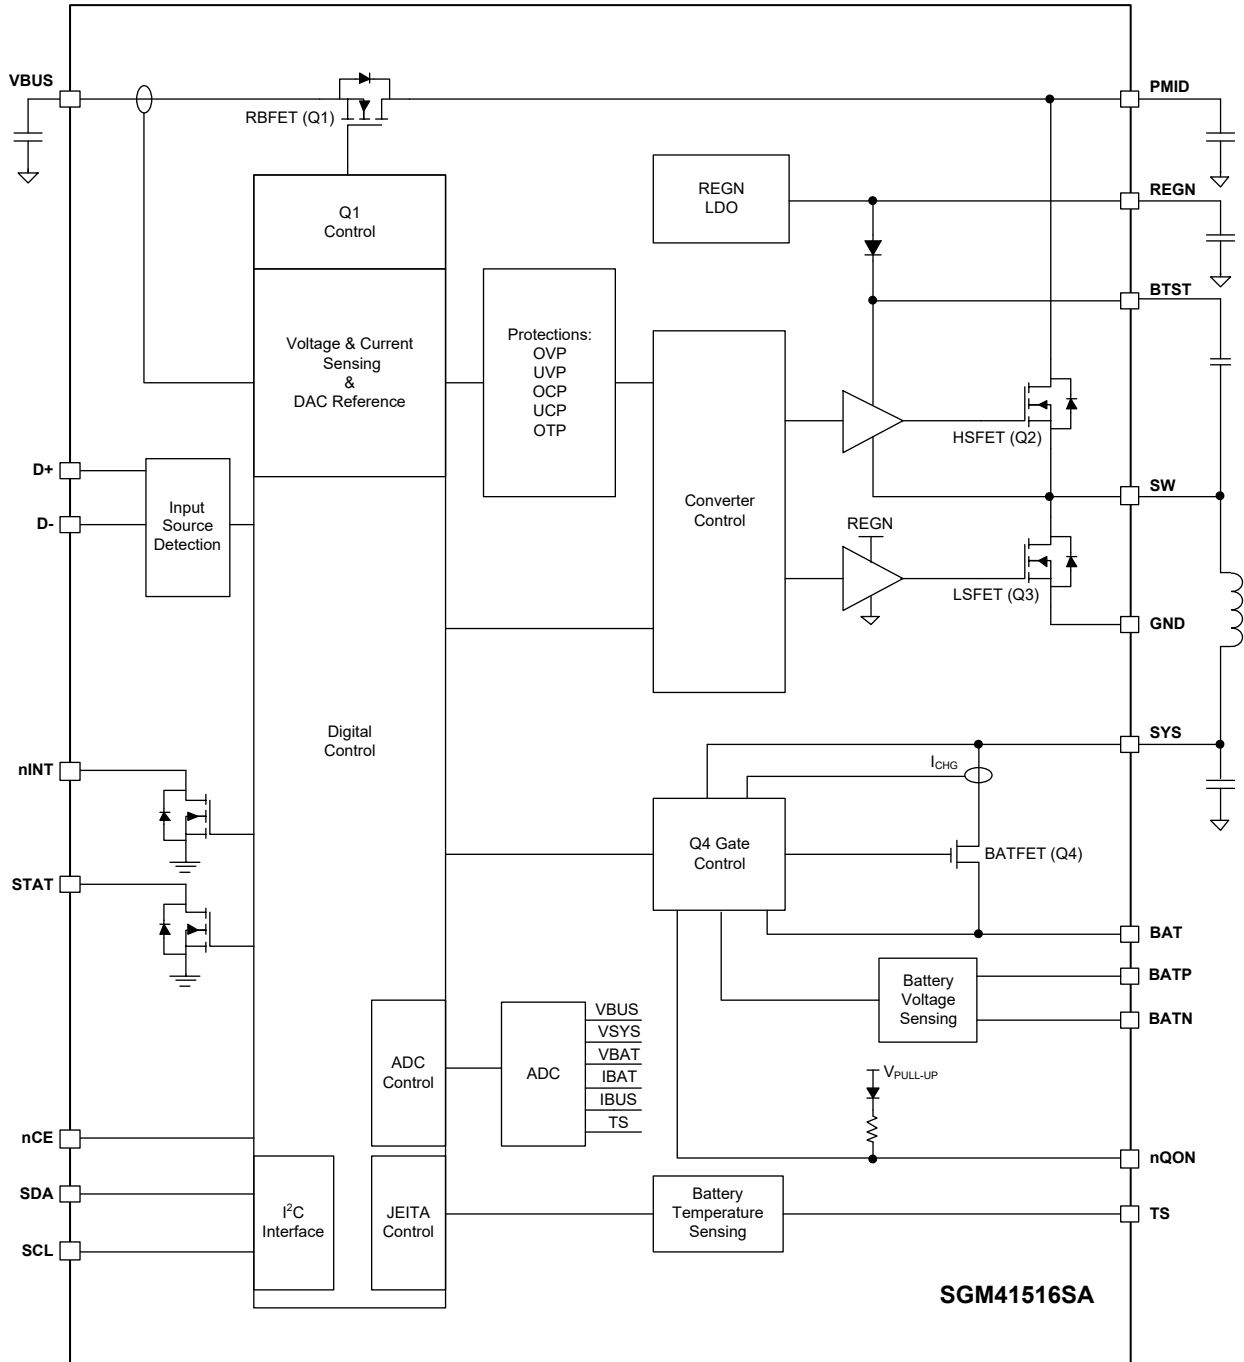 VBUS
PMID
RBFET (Q1)
REGN
LDO
REGN
Q1
Control
BTST
Voltage & Current
Sensing
&
DAC Reference
Protections:
OVP
UVP
OCP
UCP
OTP
HSFET (Q2)
D+
D-
Input
Source
Detection
Converter
Control
SW
REGN
LSFET (Q3)
GND
Digital
Control
SYS
nINT
ICHG
Q4 Gate
Control
BATFET (Q4)
STAT
BAT
Battery
Voltage
Sensing
BATP
BATN
ADC
Control
ADC
VBUS
VSYS
VBAT
IBAT
IBUS
TS
VPULL-UP
nCE
nQON
SDA
SCL
I2C
Interface
JEITA
Control
Battery
Temperature
Sensing
TS
SGM41516SA